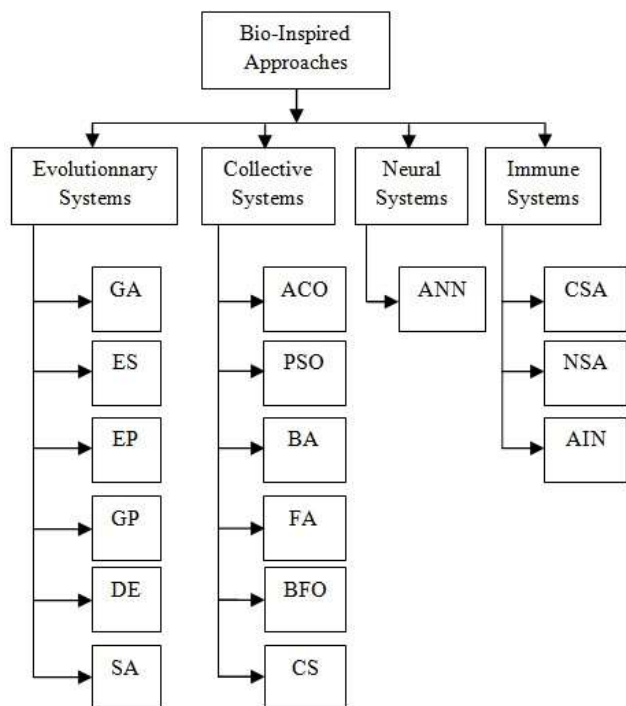 Bio-Inspired
Approaches
Evolutionnary
Systems
Collective
Systems
Neural
Systems
Immune
Systems
GA
ES
EP
GP
DE
SA
ACO
PSO
BA
FA
BFO
CS
ANN
CSA
NSA
AIN